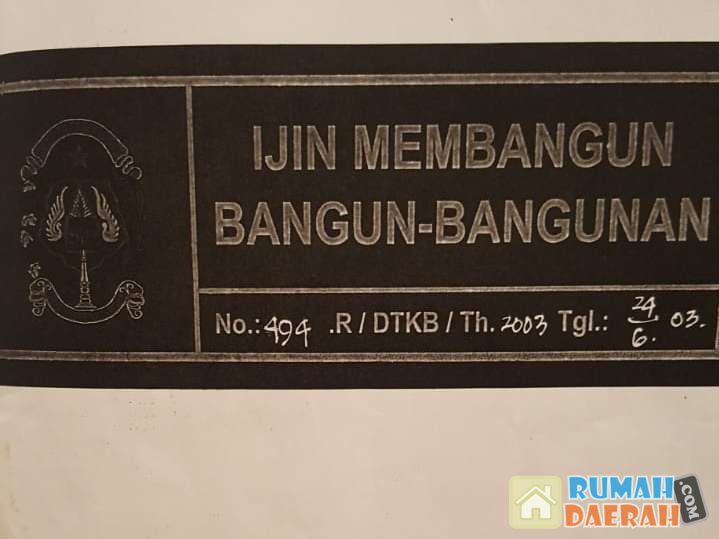 IJIN MEMBANGUN
BANGUN-BANGUNAN
No.: 494 .R / DTKB / Th. 2003 Tgl.: 24/6. 03.
RUMAH
DAERAH
.COM